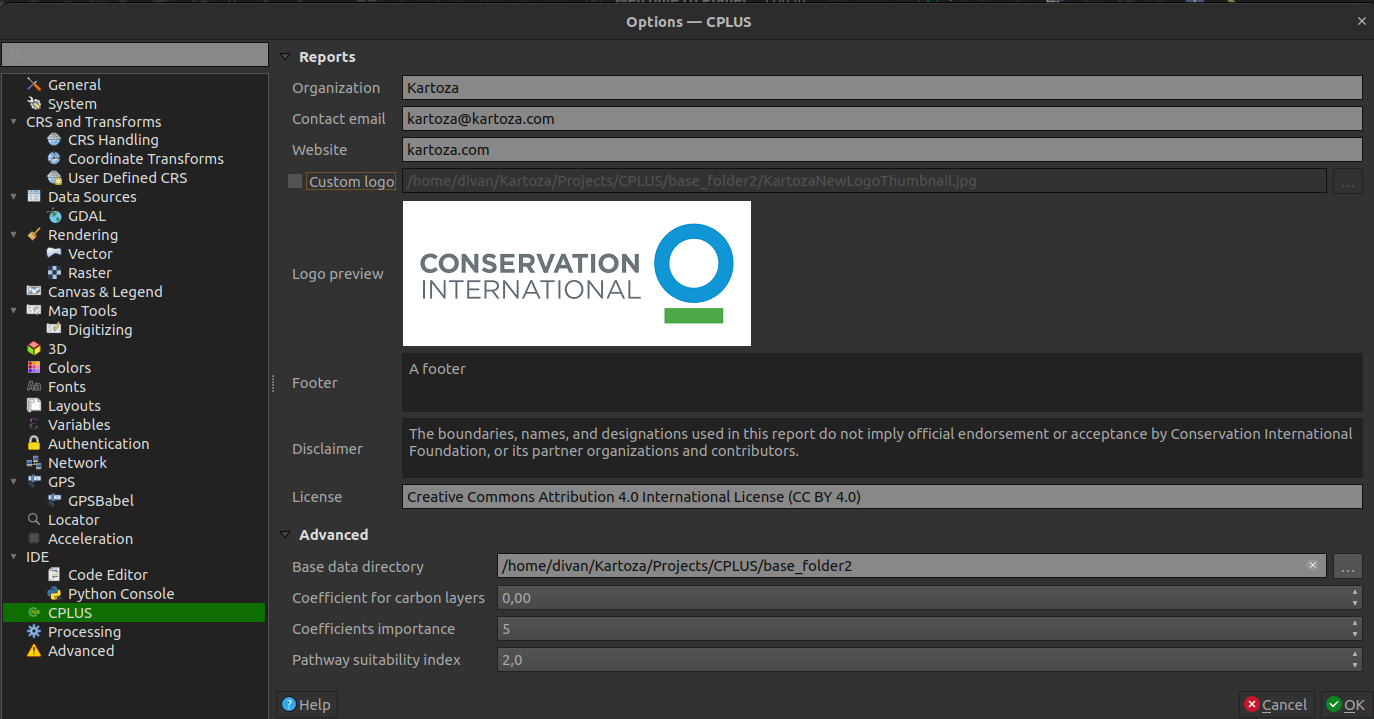 Options — CPLUS
General
System
CRS and Transforms
CRS Handling
Coordinate Transforms
User Defined CRS
Data Sources
GDAL
Rendering
Vector
Raster
Canvas & Legend
Map Tools
Digitizing
3D
Colors
Fonts
Layouts
Variables
Authentication
Network
GPS
GPSBabel
Locator
Acceleration
IDE
Code Editor
Python Console
CPLUS
Processing
Advanced
Reports
Organization Kartoza
Contact email kartoza@kartoza.com
Website kartoza.com
Custom logo /home/divan/Kartoza/Projects/CPLUS/base_folder2/KartozaNewLogoThumbnail.jpg ...
Logo preview
CONSERVATION
INTERNATIONAL
Footer
A footer
Disclaimer
The boundaries, names, and designations used in this report do not imply official endorsement or acceptance by Conservation International
Foundation, or its partner organizations and contributors.
License Creative Commons Attribution 4.0 International License (CC BY 4.0)
Advanced
Base data directory /home/divan/Kartoza/Projects/CPLUS/base_folder2 ...
Coefficient for carbon layers 0,00
Coefficients importance 5
Pathway suitability index 2,0
Help
Cancel
OK